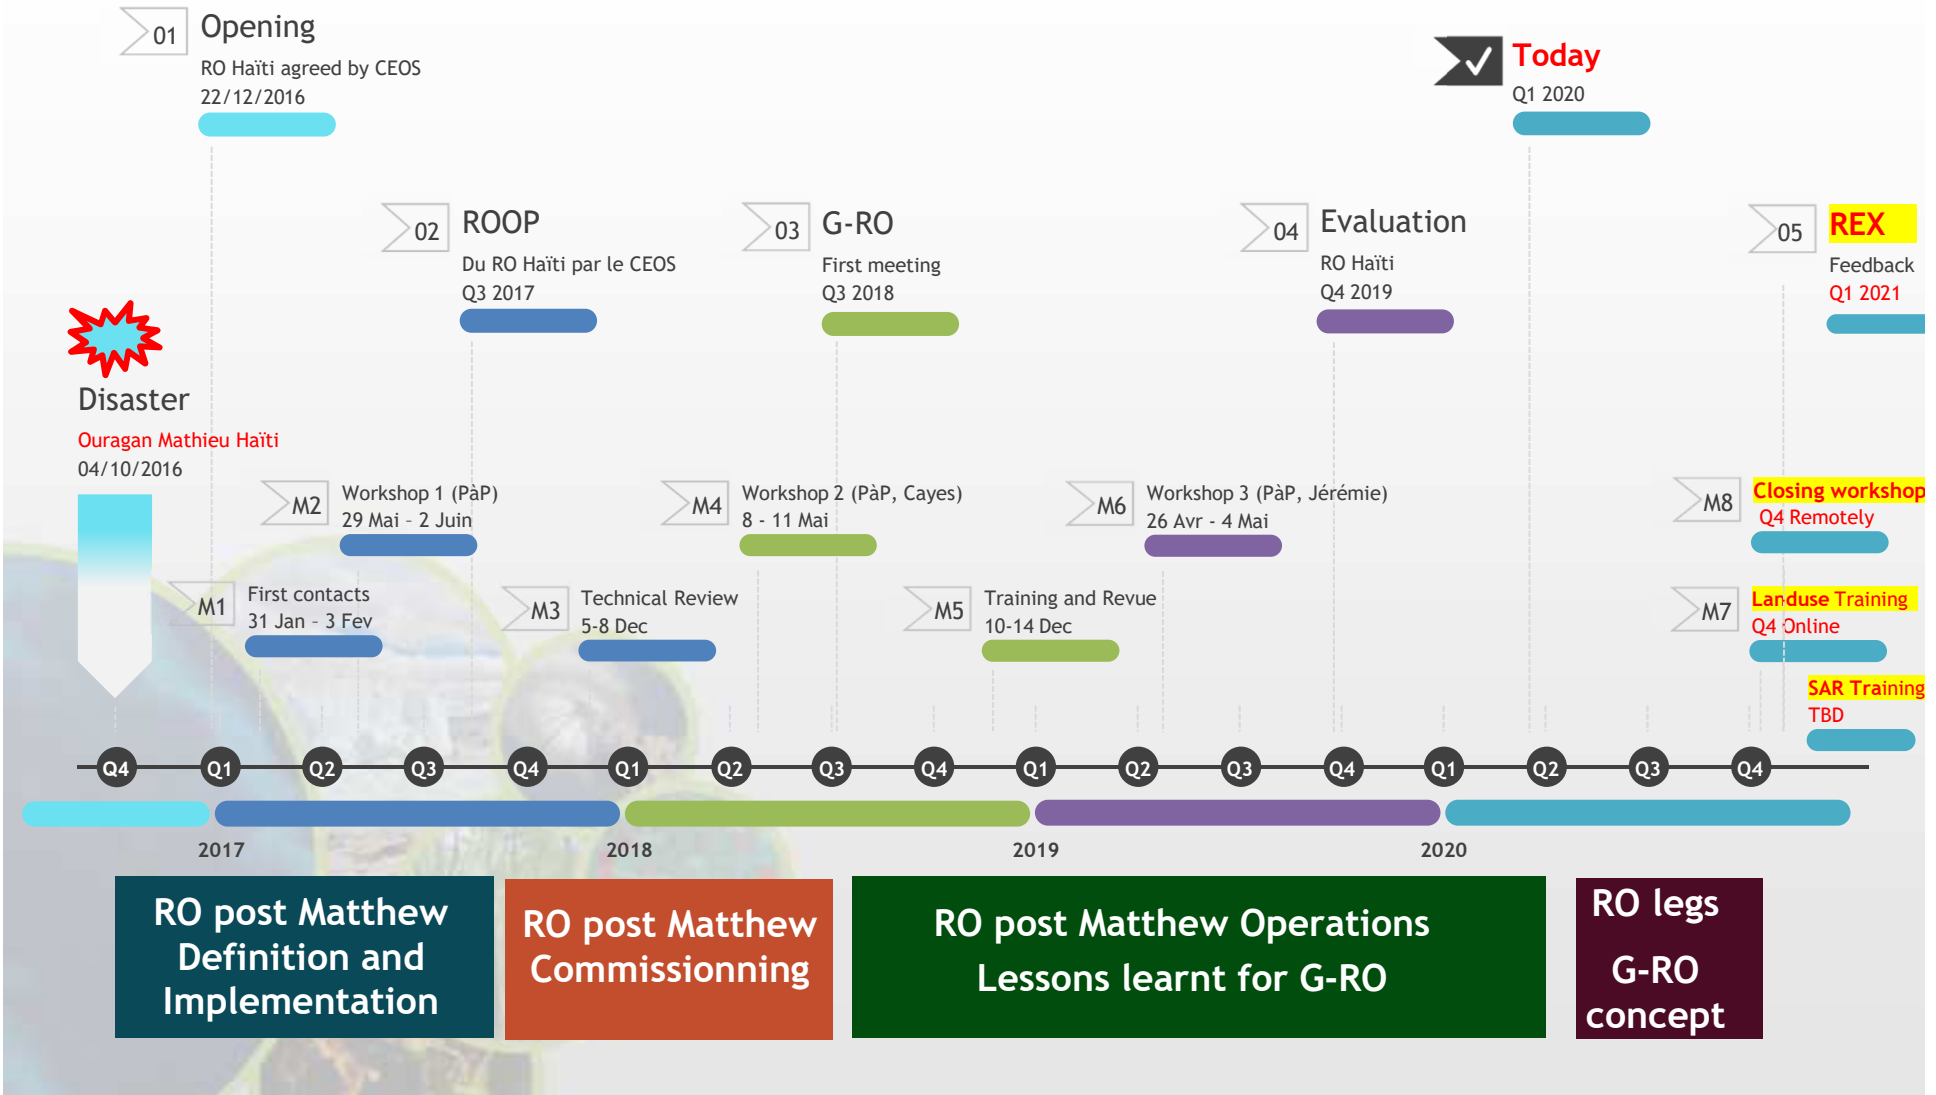 01
Opening
RO Haïti agreed by CEOS
22/12/2016
Today
Q1 2020
02
ROOP
Du RO Haïti par le CEOS
Q3 2017
03
G-RO
First meeting
Q3 2018
04
Evaluation
RO Haïti
Q4 2019
05
REX
Feedback
Q1 2021
Disaster
Ouragan Mathieu Haïti
04/10/2016
M2
Workshop 1 (PàP)
29 Mai – 2 Juin
M4
Workshop 2 (PàP, Cayes)
8 - 11 Mai
M6
Workshop 3 (PàP, Jérémie)
26 Avr - 4 Mai
M8
Closing workshop
Q4 Remotely
M1
First contacts
31 Jan – 3 Fev
M3
Technical Review
5-8 Dec
M5
Training and Revue
10-14 Dec
M7
Landuse Training
Q4 Online
SAR Training
TBD
Q4 Q1 Q2 Q3 Q4 Q1 Q2 Q3 Q4 Q1 Q2 Q3 Q4 Q1 Q2 Q3 Q4
2017 2018 2019 2020
RO post Matthew
Definition and
Implementation
RO post Matthew
Commissionning
RO post Matthew Operations
Lessons learnt for G-RO
RO legs
G-RO
concept